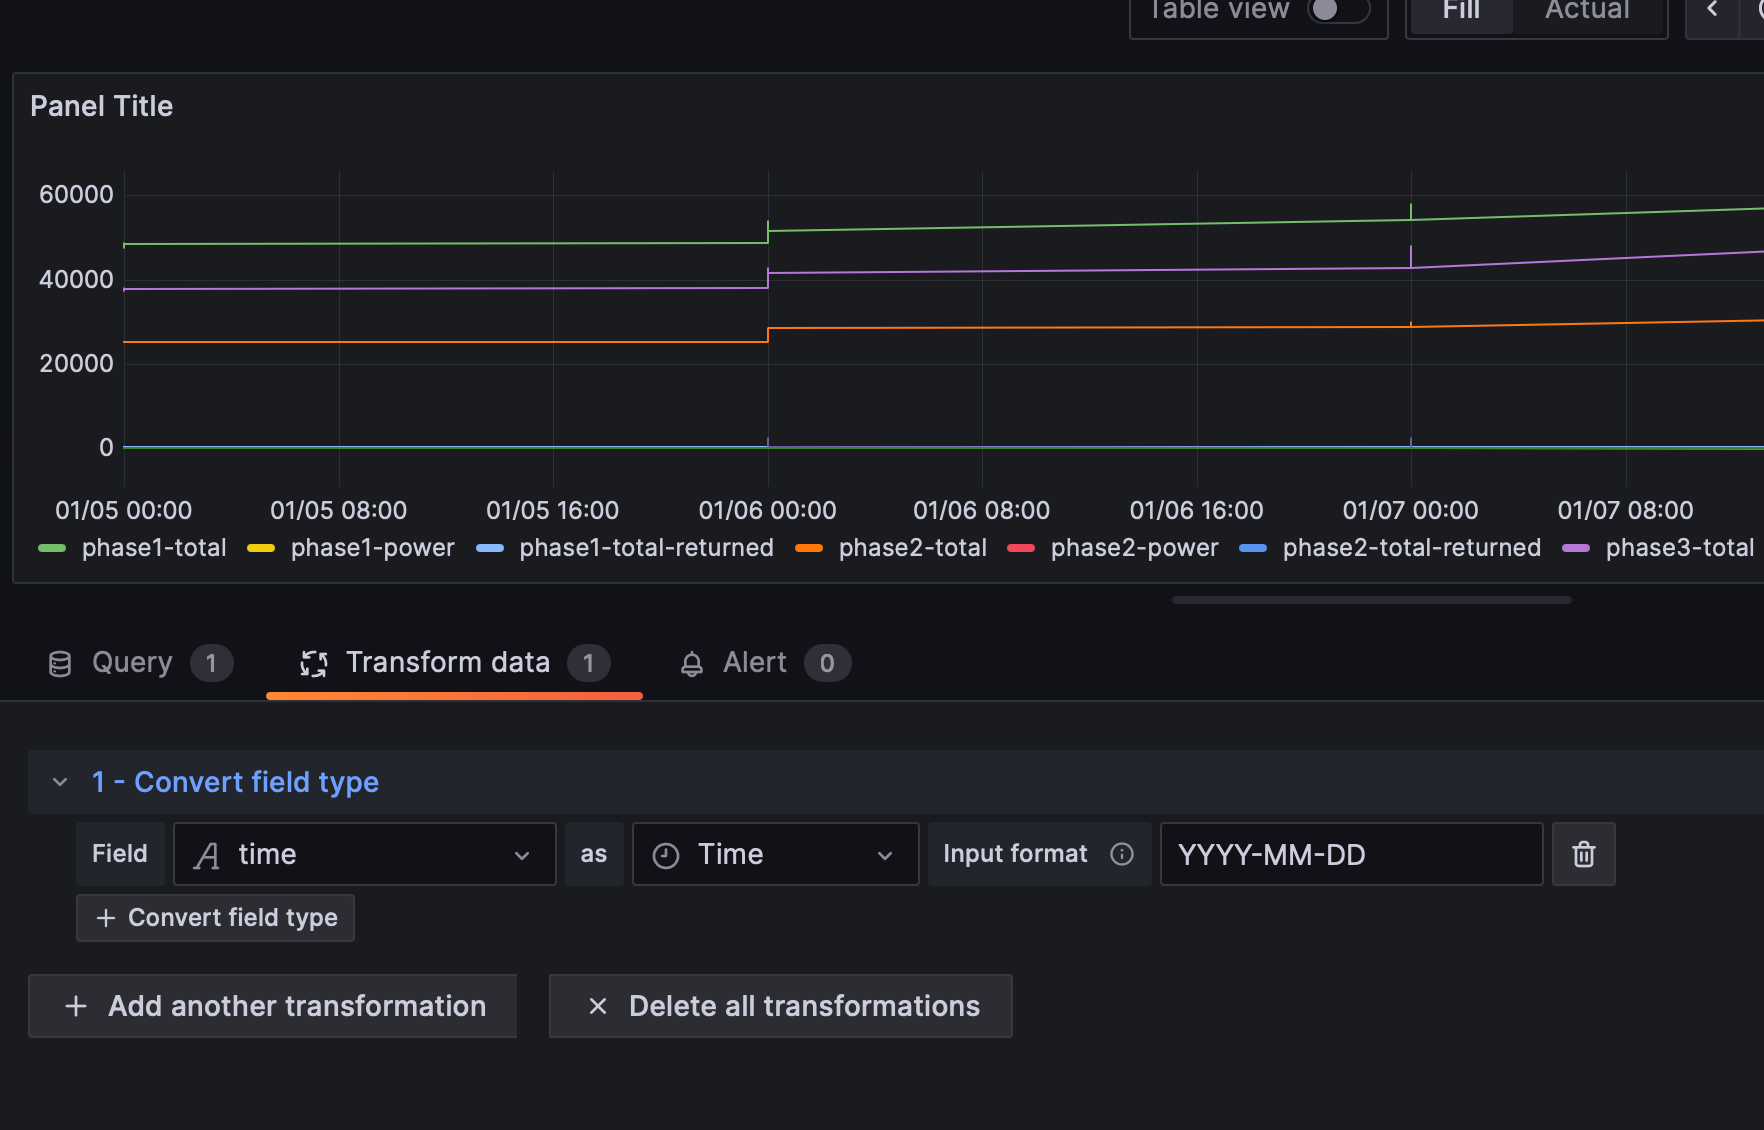 Table view Fill Actual
Panel Title
60000
40000
20000
0
01/05 00:00 01/05 08:00 01/05 16:00 01/06 00:00 01/06 08:00 01/06 16:00 01/07 00:00 01/07 08:00
phase1-total phase1-power phase1-total-returned phase2-total phase2-power phase2-total-returned phase3-total
Query 1 Transform data 1 Alert 0
1 - Convert field type
Field time as Time Input format YYYY-MM-DD
+ Convert field type
+ Add another transformation × Delete all transformations